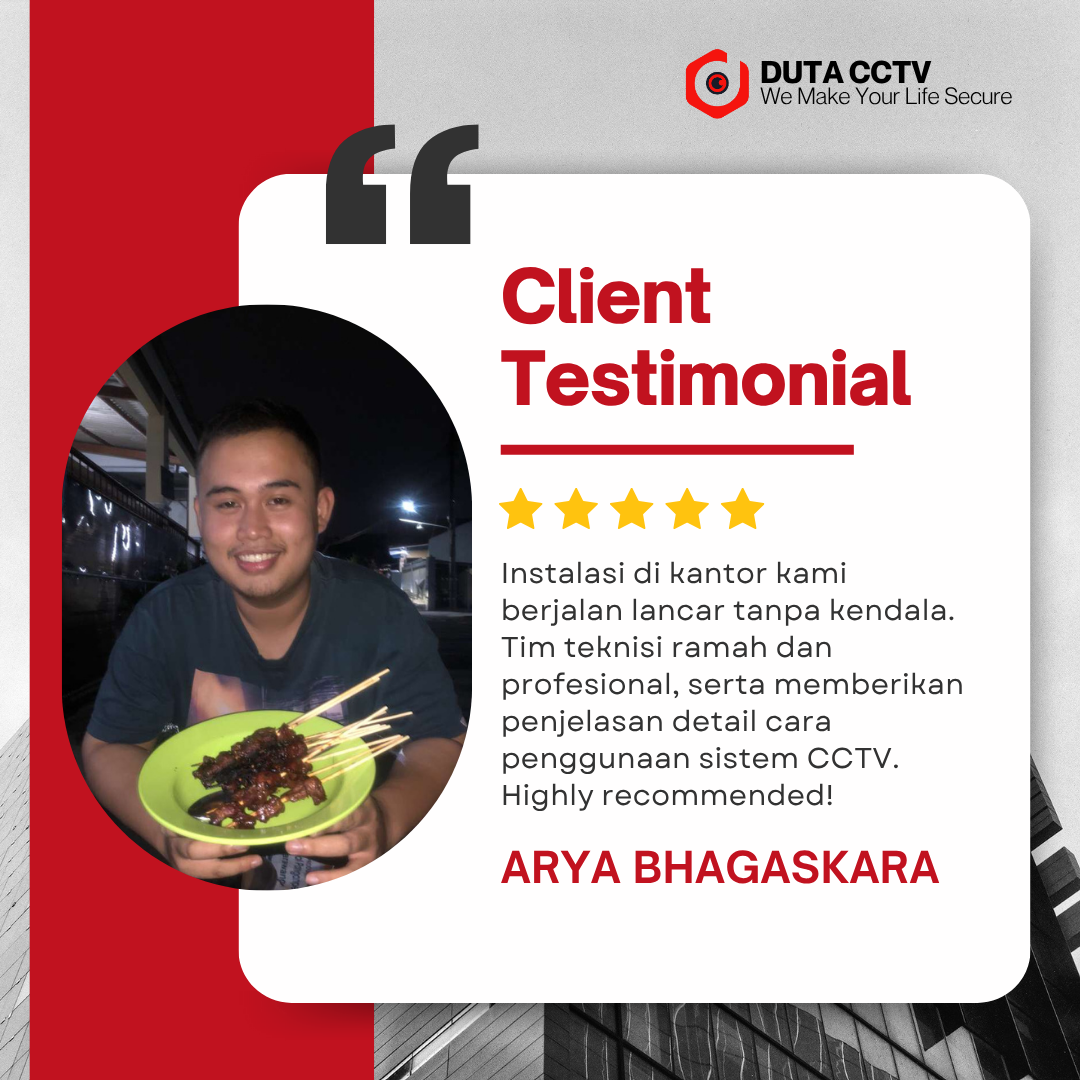 DUTA CCTV
We Make Your Life Secure
Client
Testimonial
Instalasi di kantor kami
berjalan lancar tanpa kendala.
Tim teknisi ramah dan
profesional, serta memberikan
penjelasan detail cara
penggunaan sistem CCTV.
Highly recommended!
ARYA BHAGASKARA